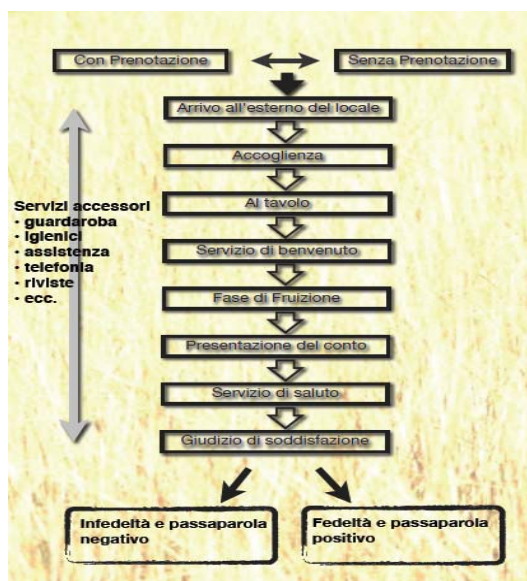 Con Prenotazione
Senza Prenotazione
Arrivo all'esterno del locale
Accoglienza
Al tavolo
Servizi accessori
• guardaroba
• igienici
• assistenza
• telefonia
• riviste
• ecc.
Servizio di benvenuto
Fase di Fruizione
Presentazione del conto
Servizio di saluto
Giudizio di soddisfazione
Infedeltà e passaparola
negativo
Fedeltà e passaparola
positivo